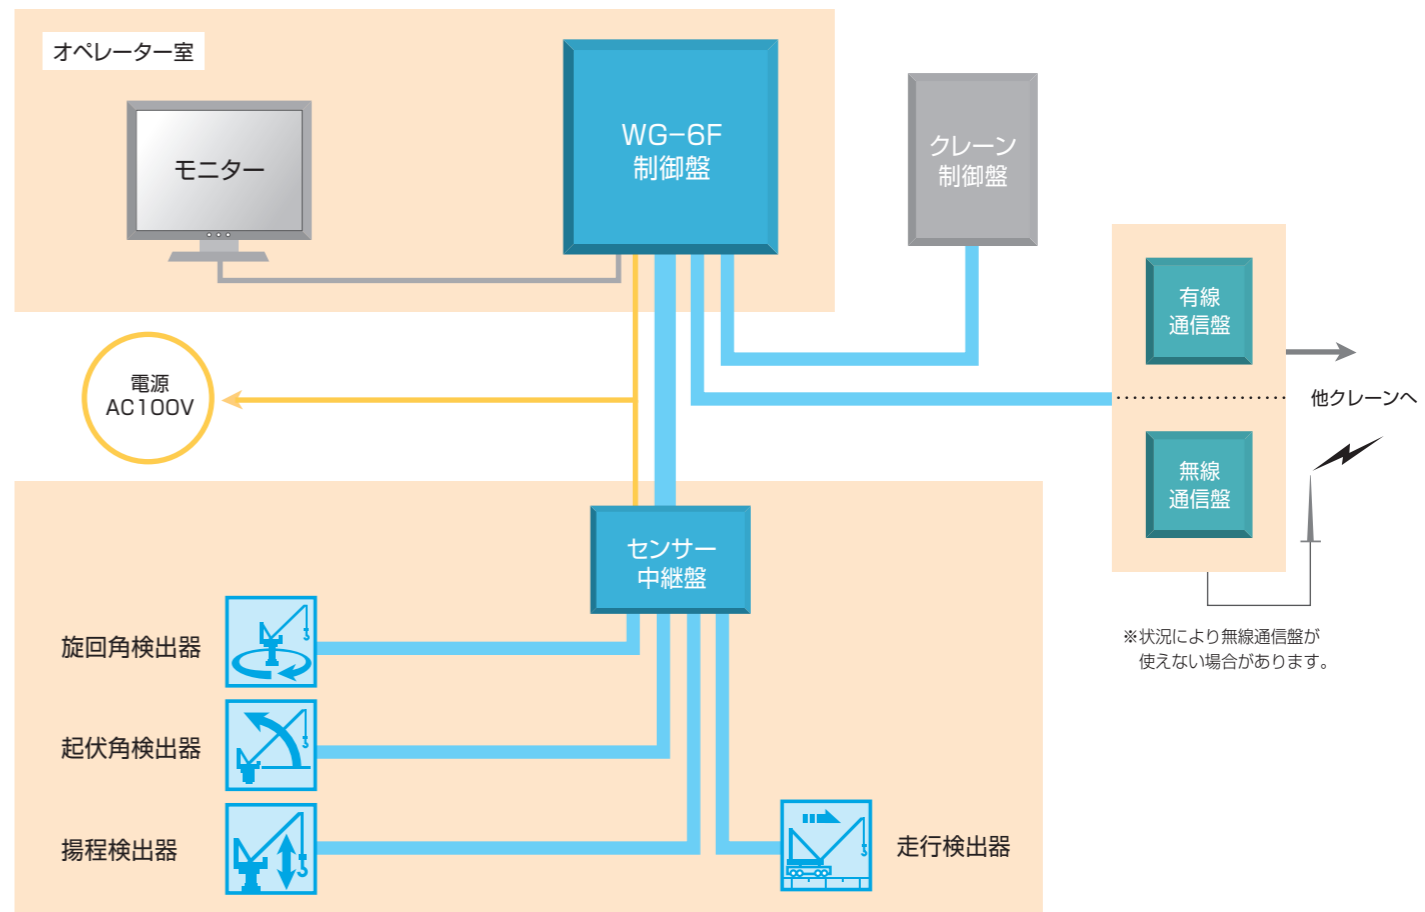 オペレーター室
モニター
WG-6F
制御盤
クレーン
制御盤
有線
通信盤
他クレーンへ
無線
通信盤
※状況により無線通信盤が
使えない場合があります。
電源
AC100V
センサー
中継盤
旋回角検出器
起伏角検出器
揚程検出器
走行検出器